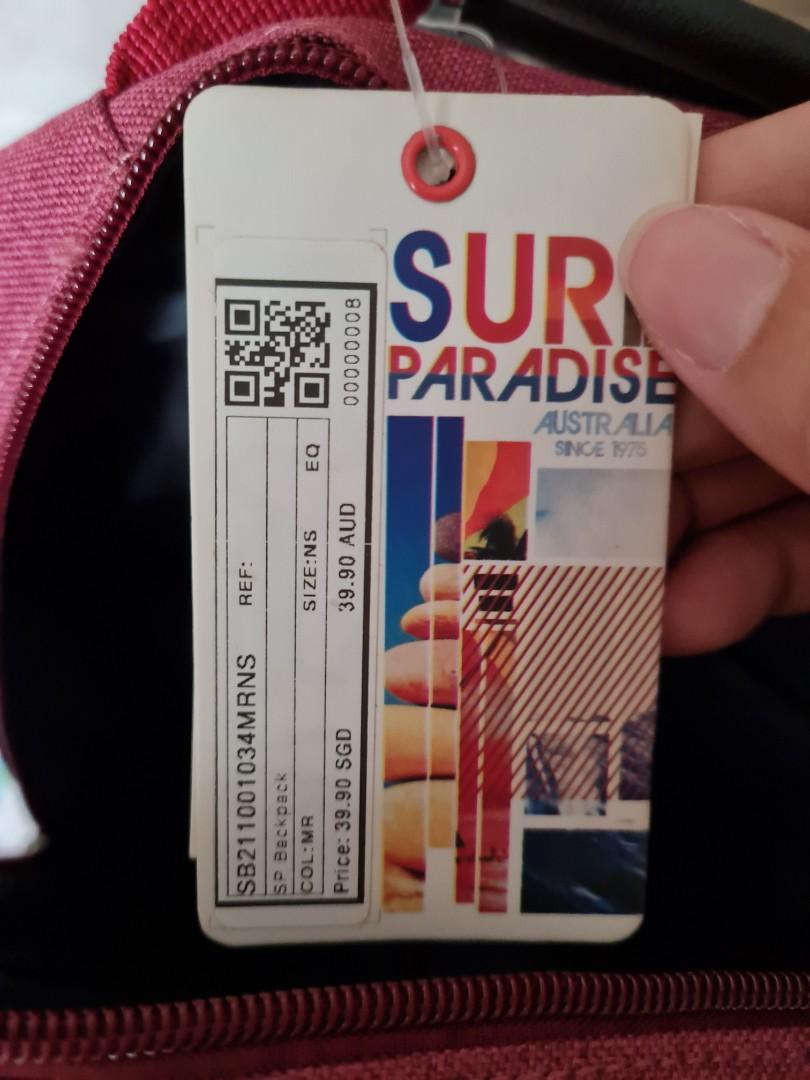 SUR
PARADISE
AUSTRALIA
SINCE 1975
00000008
SB211001034MRNS REF:
SP Backpack
COL:MR SIZE:NS EQ
Price: 39.90 SGD 39.90 AUD